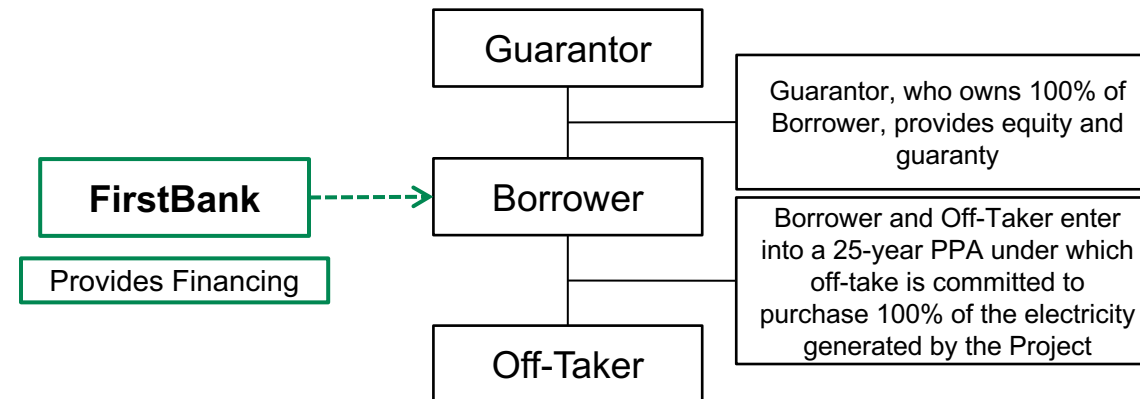 Guarantor
Guarantor, who owns 100% of
Borrower, provides equity and
guaranty
FirstBank
Borrower
Provides Financing
Borrower and Off-Taker enter
into a 25-year PPA under which
off-take is committed to
purchase 100% of the electricity
generated by the Project
Off-Taker